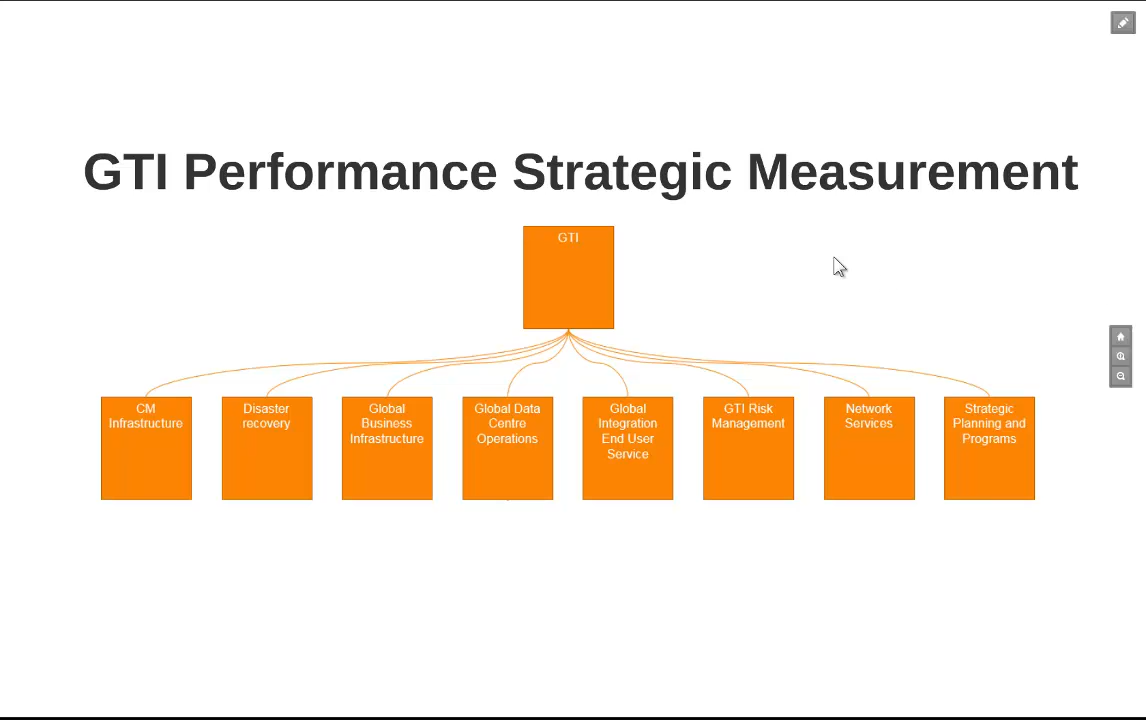 GTI Performance Strategic Measurement
GTI
CM
Infrastructure
Disaster
recovery
Global
Business
Infrastructure
Global Data
Centre
Operations
Global
Integration
End User
Service
GTI Risk
Management
Network
Services
Strategic
Planning and
Programs